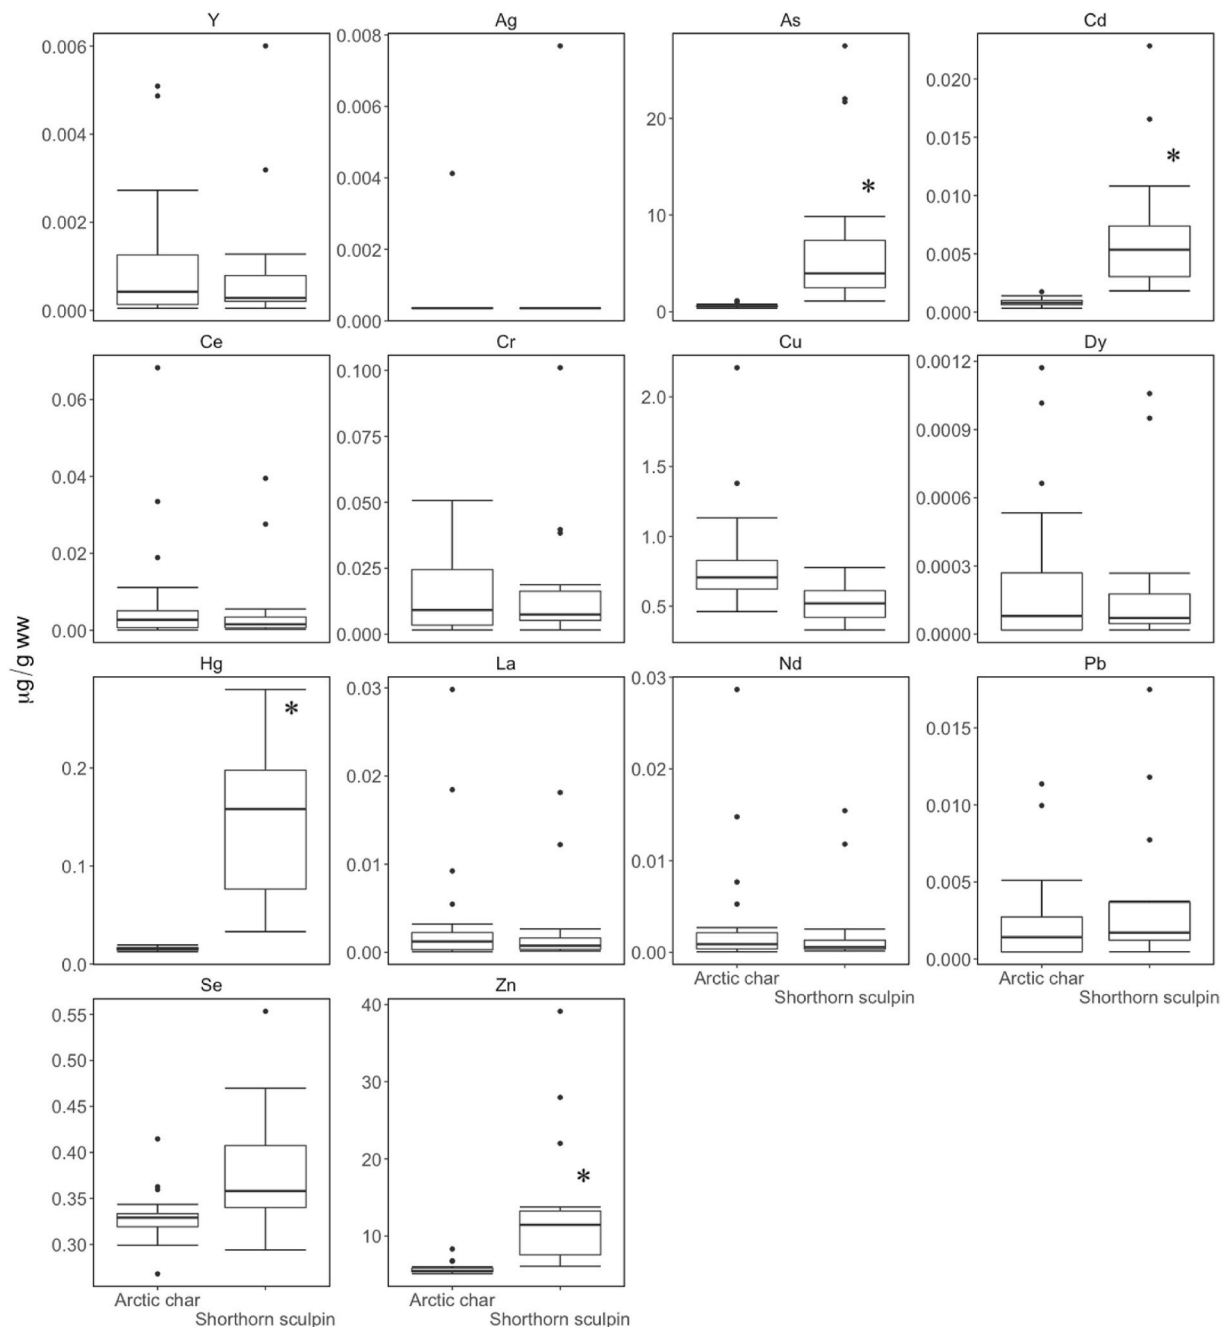 Y Ag As Cd
0.006 0.008 20 0.020
0.004 0.006 10 0.015
0.002 0.004 0 0.010
0.000 0.002 * 0.005
0.000 0.000 *
Ce Cr Cu Dy
0.06 0.100 2.0 0.0012
0.04 0.075 1.5 0.0009
0.02 0.050 1.0 0.0006
0.00 0.025 0.5 0.0003
0.000 0.0000
µg/g ww
Hg La Nd Pb
0.2 0.03 0.03 0.015
0.1 0.02 0.02 0.010
0.0 0.01 0.01 0.005
* 0.00 0.00 0.000
Arctic char Shorthorn sculpin Arctic char Shorthorn sculpin
Se Zn
0.55 40
0.50 30
0.45 20
0.40 10
0.35 *
0.30
Arctic char Shorthorn sculpin Arctic char Shorthorn sculpin